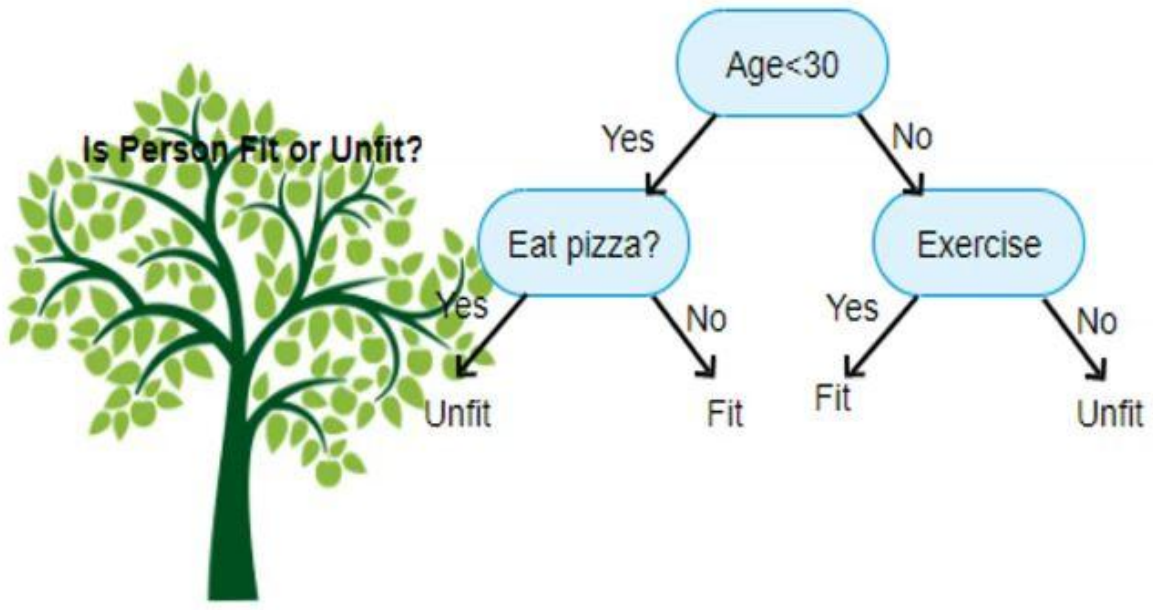 Is Person Fit or Unfit?
Age<30
Yes
No
Eat pizza?
Exercise
Yes
No
Yes
No
Unfit
Fit
Fit
Unfit